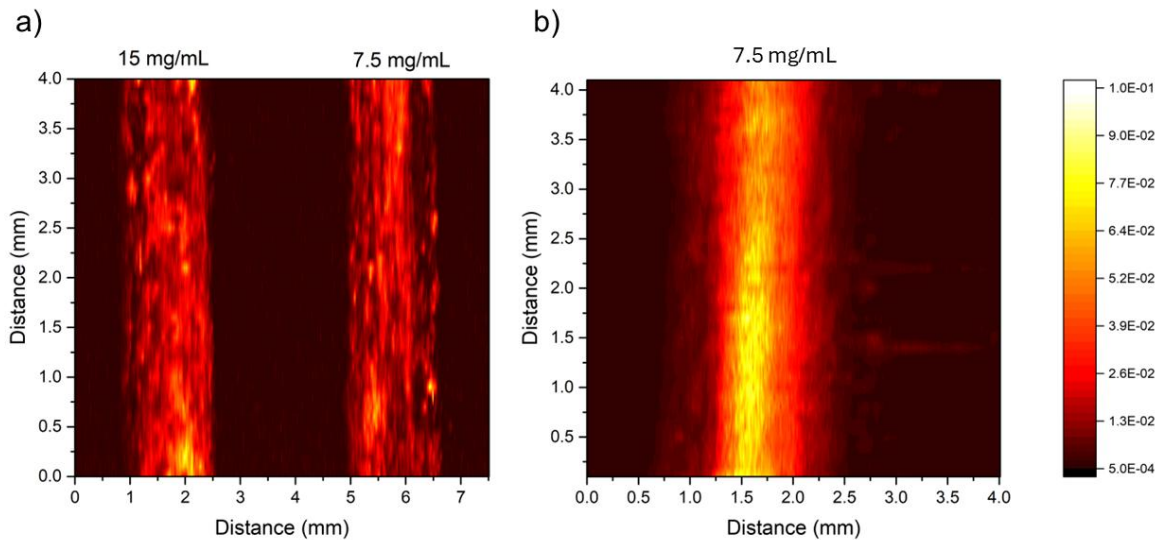 a)
15 mg/mL
7.5 mg/mL
Distance (mm)
4.0
3.5
3.0
2.5
2.0
1.5
1.0
0.5
0.0
0 1 2 3 4 5 6 7
Distance (mm)
b)
7.5 mg/mL
Distance (mm)
4.0
3.5
3.0
2.5
2.0
1.5
1.0
0.5
0.0 0.5 1.0 1.5 2.0 2.5 3.0 3.5 4.0
Distance (mm)
1.0E-01
9.0E-02
7.7E-02
6.4E-02
5.2E-02
3.9E-02
2.6E-02
1.3E-02
5.0E-04